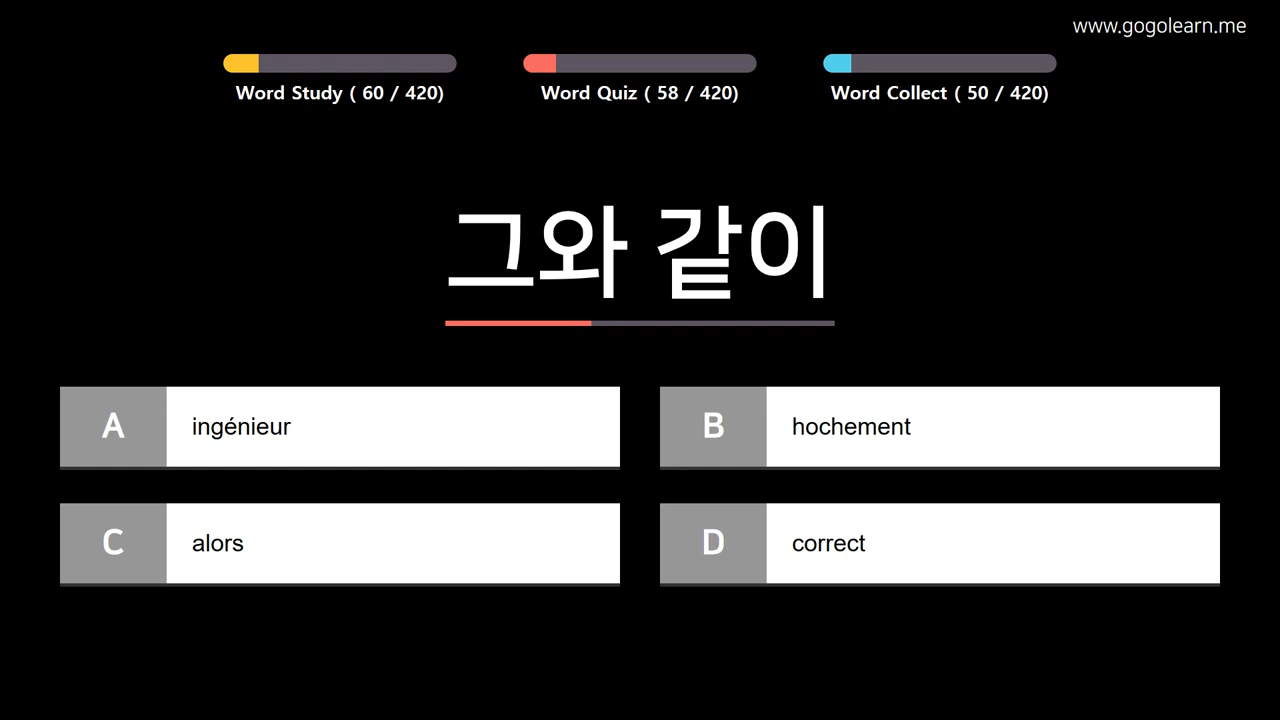 www.gogolearn.me
Word Study ( 60 / 420)
Word Quiz ( 58 / 420)
Word Collect ( 50 / 420)
그와 같이
A ingénieur
B hochement
C alors
D correct